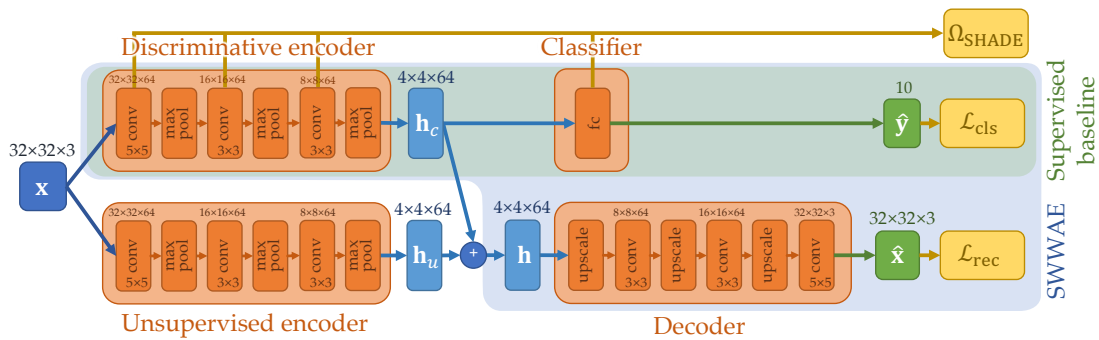 Discriminative encoder
Classifier
Ω_SHADE
32×32×64
16×16×64
8×8×64
4×4×64
conv
5×5
max pool
conv
3×3
max pool
conv
3×3
max pool
h_c
fc
10
ŷ
ℒ_cls
Supervised baseline
32×32×3
x
32×32×64
16×16×64
8×8×64
4×4×64
conv
5×5
max pool
conv
3×3
max pool
conv
3×3
max pool
h_u
+
4×4×64
h
8×8×64
16×16×64
32×32×3
upscale
conv
3×3
upscale
conv
3×3
upscale
conv
5×5
32×32×3
x̂
ℒ_rec
SWWAE
Unsupervised encoder
Decoder